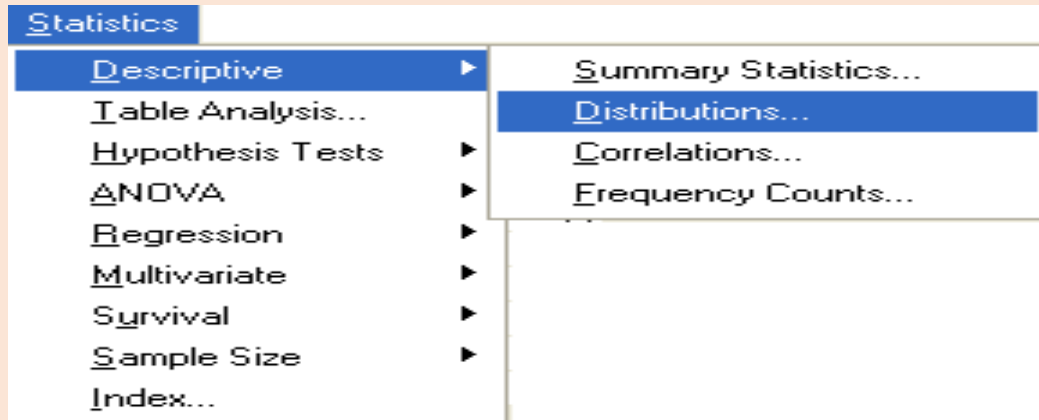 Statistics
Descriptive
Table Analysis...
Hypothesis Tests
ANOVA
Regression
Multivariate
Survival
Sample Size
Index...
Summary Statistics...
Distributions...
Correlations...
Frequency Counts...